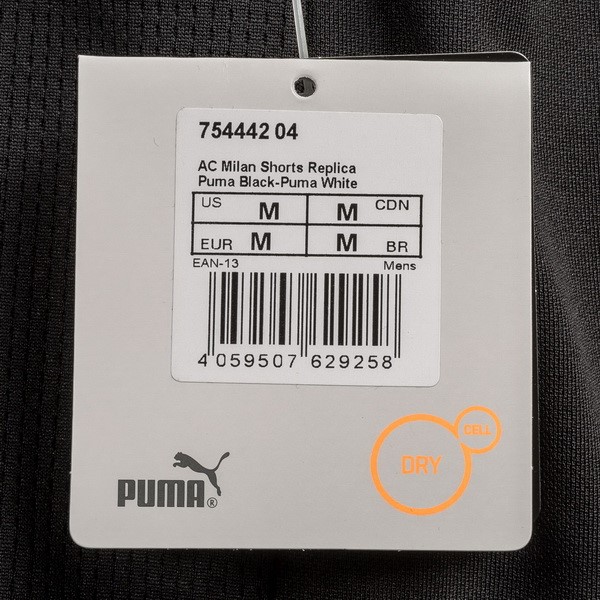 754442 04
AC Milan Shorts Replica
Puma Black-Puma White
US M M CDN
EUR M M BR
EAN-13 Mens
4 059507 629258
CELL
DRY
PUMA®